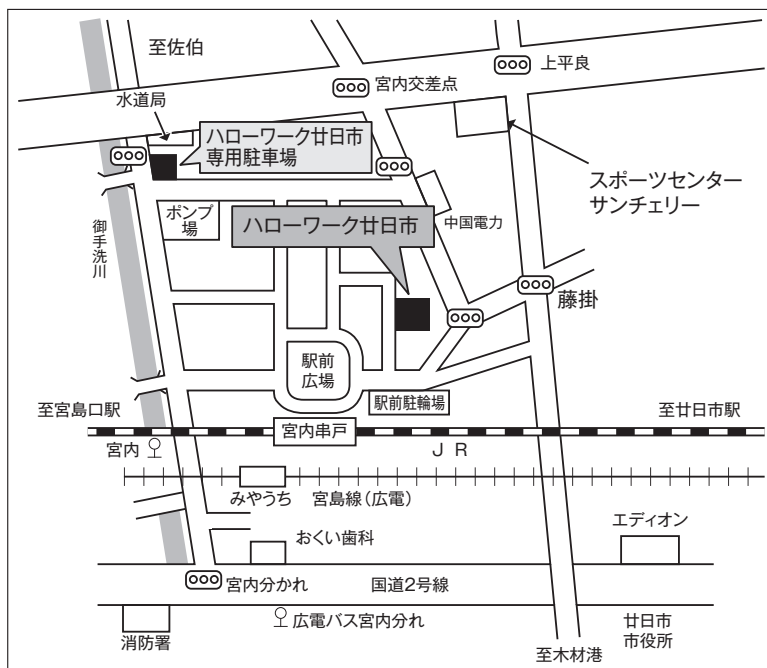 至佐伯
上平良
宮内交差点
水道局
ハローワーク廿日市
専用駐車場
スポーツセンター
サンチェリー
ポンプ
場
ハローワーク廿日市
中国電力
御手洗川
藤掛
駅前
広場
駅前駐輪場
至宮島口駅
至廿日市駅
宮内串戸
宮内
JR
みやうち
宮島線(広電)
エディオン
おくい歯科
宮内分かれ
国道2号線
広電バス宮内分れ
消防署
廿日市
市役所
至木材港